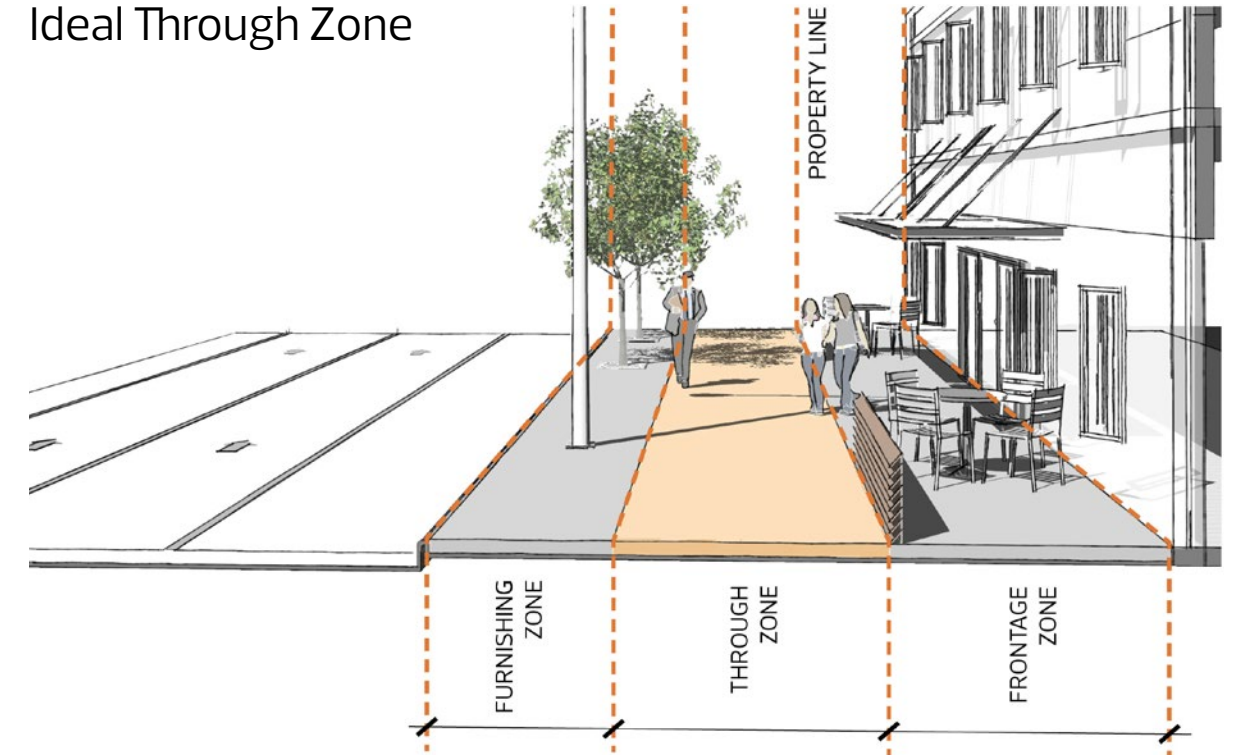 Ideal Through Zone
PROPERTY LINE
FURNISHING
ZONE
THROUGH
ZONE
FRONTAGE
ZONE